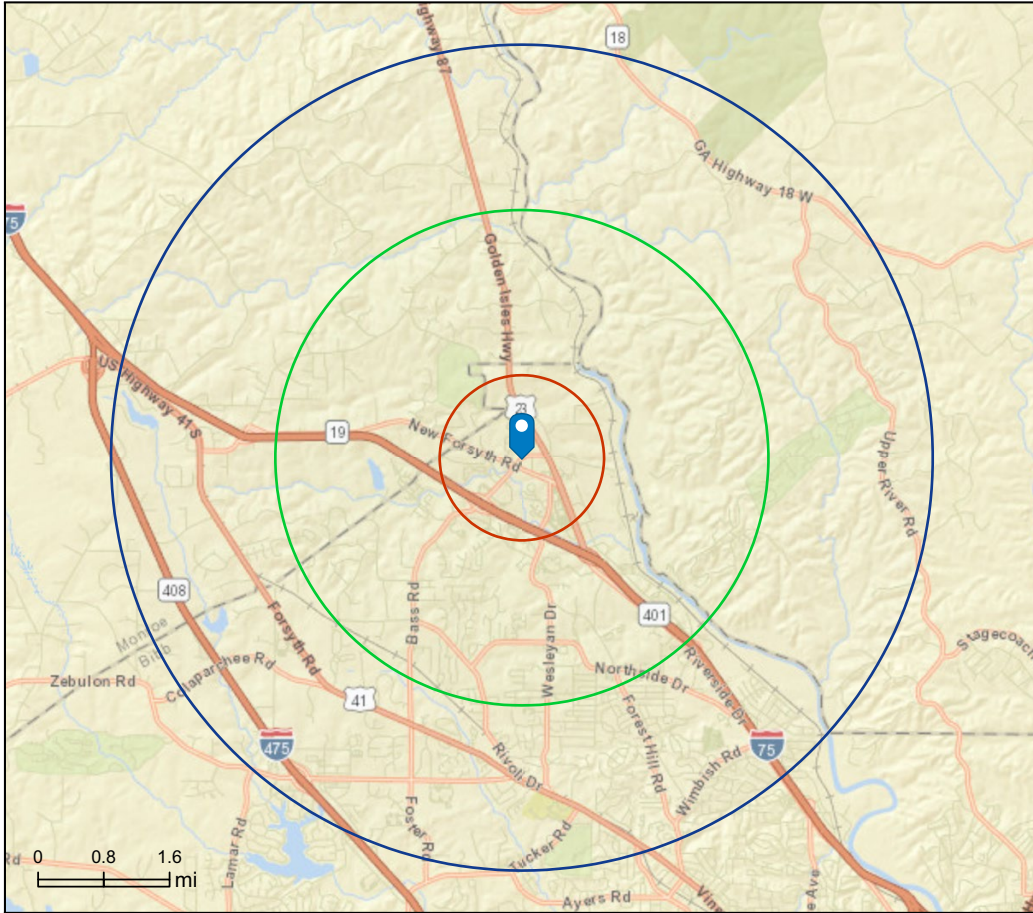 18
GA Highway 18 W
Golden Isles Hwy
US Highway 41 S
23
19
New Forsyth Rd
Upper River Rd
408
Bass Rd
401
Monroe
Bibb
Forsyth Rd
Wesleyan Dr
Stagecoach
Zebulon Rd
Colaparchee Rd
Northside Dr
Riverside Dr
41
Forest Hill Rd
475
75
Rivoli Dr
Wimbish Rd
Foster Rd
Lamar Rd
Tucker Rd
0 0.8 1.6
mi
Rd
Ayers Rd
Ave